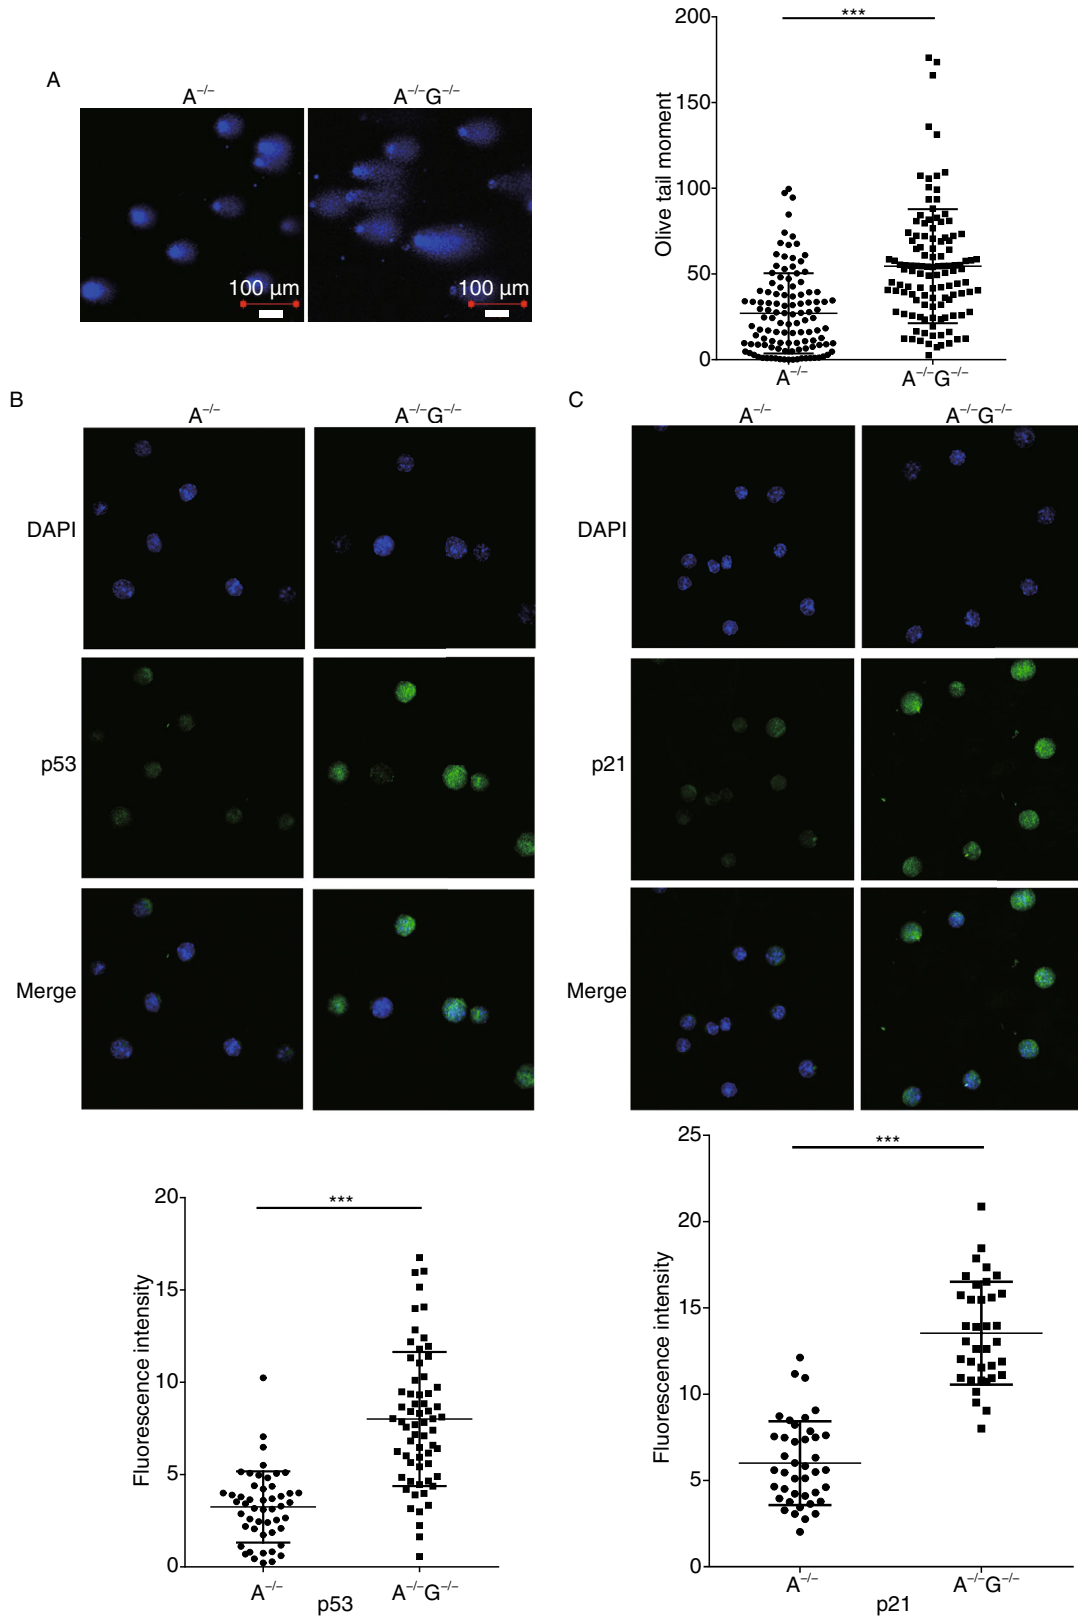 A
A⁻/⁻
A⁻/⁻G⁻/⁻
100 µm
100 µm
***
Olive tail moment
200
150
100
50
0
A⁻/⁻
A⁻/⁻G⁻/⁻
B
A⁻/⁻
A⁻/⁻G⁻/⁻
DAPI
p53
Merge
***
Fluorescence intensity
20
15
10
5
0
A⁻/⁻
A⁻/⁻G⁻/⁻
p53
C
A⁻/⁻
A⁻/⁻G⁻/⁻
DAPI
p21
Merge
***
Fluorescence intensity
25
20
15
10
5
0
A⁻/⁻
A⁻/⁻G⁻/⁻
p21